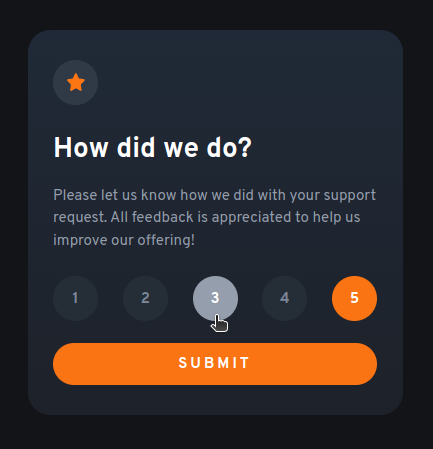 How did we do?
Please let us know how we did with your support
request. All feedback is appreciated to help us
improve our offering!
1 2 3 4 5
SUBMIT